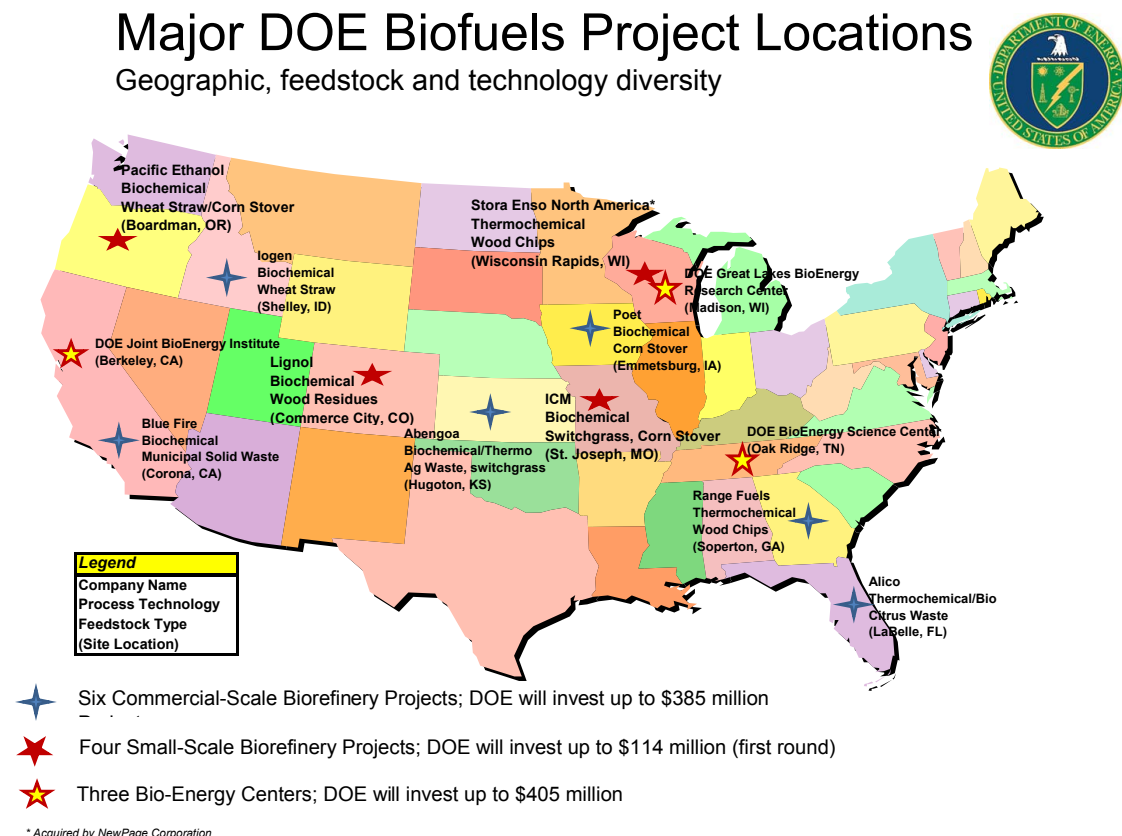 Major DOE Biofuels Project Locations
Geographic, feedstock and technology diversity
DEPARTMENT OF ENERGY
UNITED STATES OF AMERICA
Pacific Ethanol
Biochemical
Wheat Straw/Corn Stover
(Boardman, OR)
Iogen
Biochemical
Wheat Straw
(Shelley, ID)
Stora Enso North America*
Thermochemical
Wood Chips
(Wisconsin Rapids, WI)
DOE Great Lakes BioEnergy
Research Center
(Madison, WI)
Poet
Biochemical
Corn Stover
(Emmetsburg, IA)
DOE Joint BioEnergy Institute
(Berkeley, CA)
Lignol
Biochemical
Wood Residues
(Commerce City, CO)
ICM
Biochemical
Switchgrass, Corn Stover
(St. Joseph, MO)
Blue Fire
Biochemical
Municipal Solid Waste
(Corona, CA)
Abengoa
Biochemical/Thermo
Ag Waste, switchgrass
(Hugoton, KS)
DOE BioEnergy Science Center
(Oak Ridge, TN)
Range Fuels
Thermochemical
Wood Chips
(Soperton, GA)
Alico
Thermochemical/Bio
Citrus Waste
(LaBelle, FL)
Legend
Company Name
Process Technology
Feedstock Type
(Site Location)
Six Commercial-Scale Biorefinery Projects; DOE will invest up to $385 million
Four Small-Scale Biorefinery Projects; DOE will invest up to $114 million (first round)
Three Bio-Energy Centers; DOE will invest up to $405 million
* Acquired by NewPage Corporation